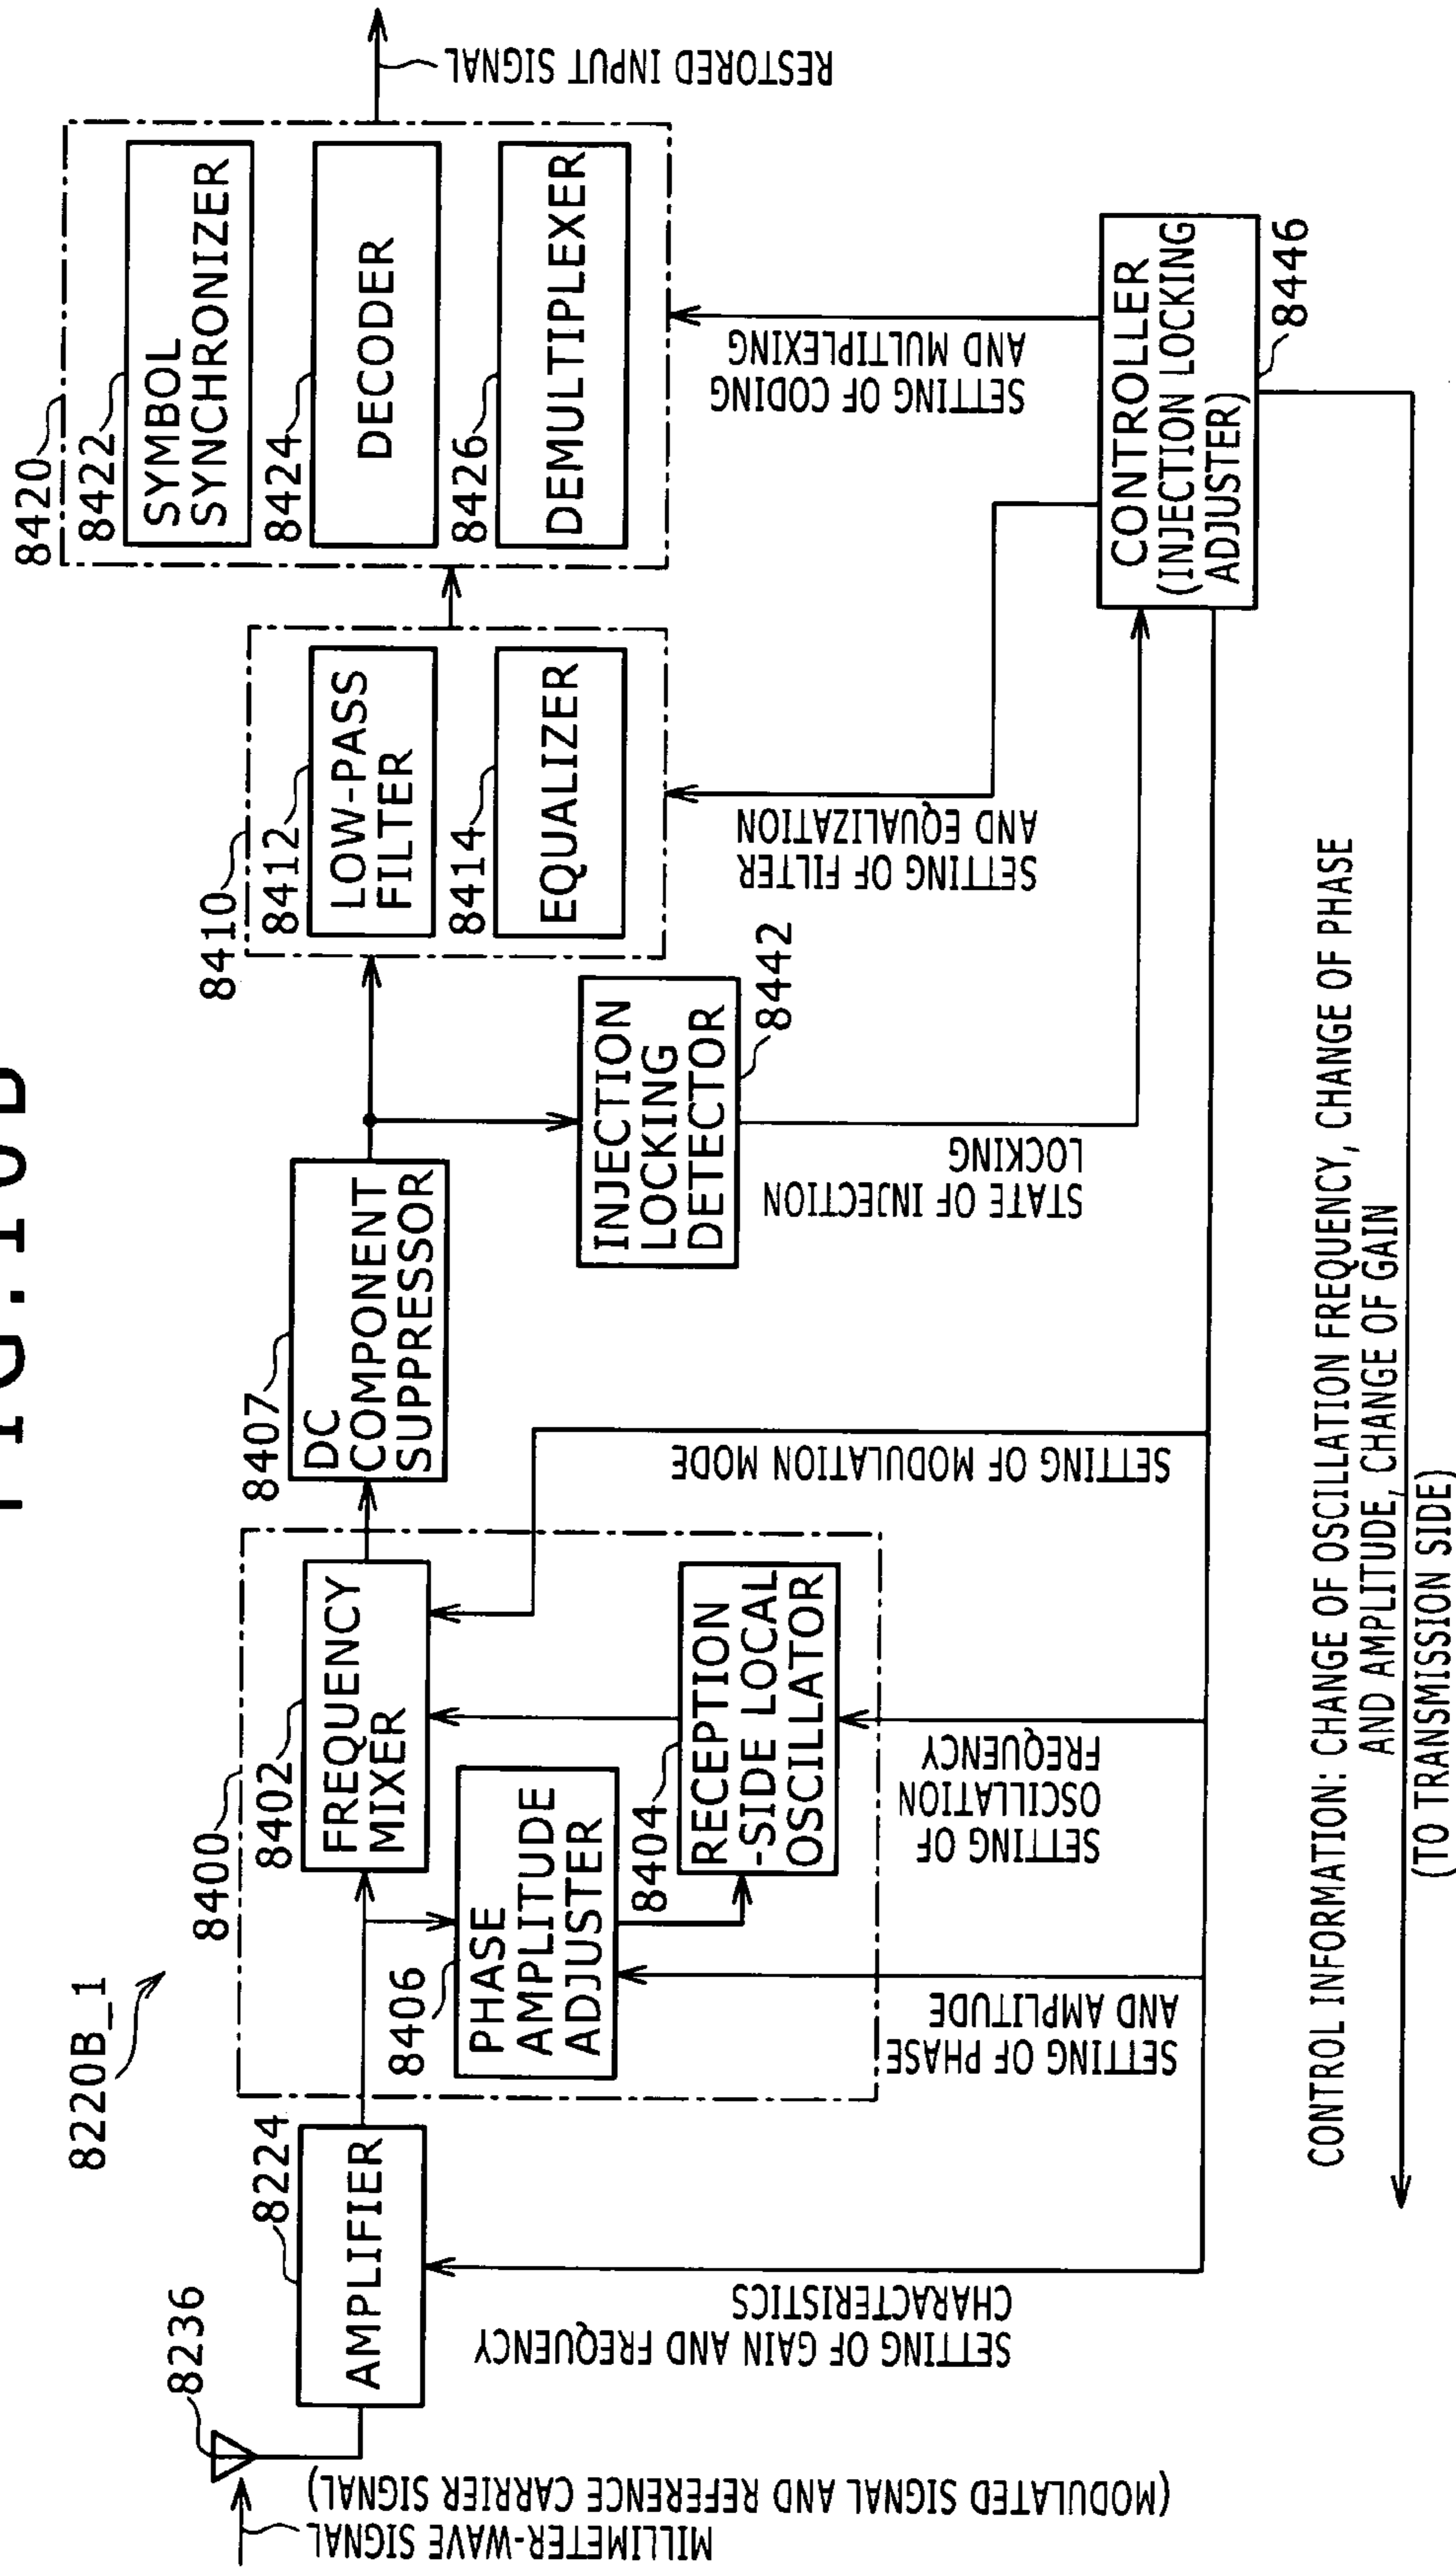 8220B_1
8236
MILLIMETER-WAVE SIGNAL
(MODULATED SIGNAL AND REFERENCE CARRIER SIGNAL)
8224
AMPLIFIER
SETTING OF GAIN AND FREQUENCY
CHARACTERISTICS
8400
8402
FREQUENCY
MIXER
8406
PHASE
AMPLITUDE
ADJUSTER
8404
RECEPTION
-SIDE LOCAL
OSCILLATOR
SETTING OF PHASE
AND AMPLITUDE
SETTING OF
OSCILLATION
FREQUENCY
SETTING OF MODULATION MODE
8407
DC
COMPONENT
SUPPRESSOR
INJECTION
LOCKING
DETECTOR
8442
STATE OF INJECTION
LOCKING
8410
8412
LOW-PASS
FILTER
8414
EQUALIZER
SETTING OF FILTER
AND EQUALIZATION
8420
8422
SYMBOL
SYNCHRONIZER
8424
DECODER
8426
DEMULTIPLEXER
SETTING OF CODING
AND MULTIPLEXING
RESTORED INPUT SIGNAL
CONTROLLER
(INJECTION LOCKING
ADJUSTER)
8446
CONTROL INFORMATION: CHANGE OF OSCILLATION FREQUENCY, CHANGE OF PHASE
AND AMPLITUDE, CHANGE OF GAIN
(TO TRANSMISSION SIDE)